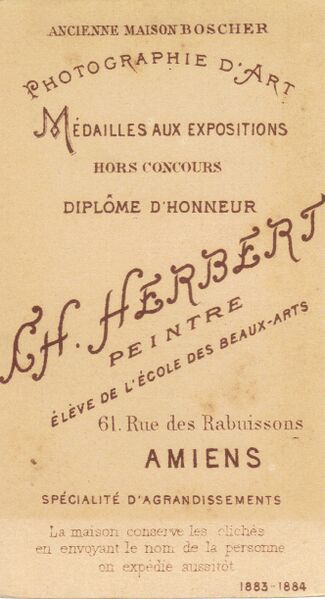 ANCIENNE MAISON BOSCHER
PHOTOGRAPHIE D'ART
MÉDAILLES AUX EXPOSITIONS
HORS CONCOURS
DIPLÔME D'HONNEUR
CH. HERBERT
PEINTRE
ÉLÈVE DE L'ÉCOLE DES BEAUX-ARTS
61. Rue des Rabuissons
AMIENS
SPÉCIALITÉ D'AGRANDISSEMENTS
La maison conserve les clichés
en envoyant le nom de la personne
on expédie aussitôt
1883-1884